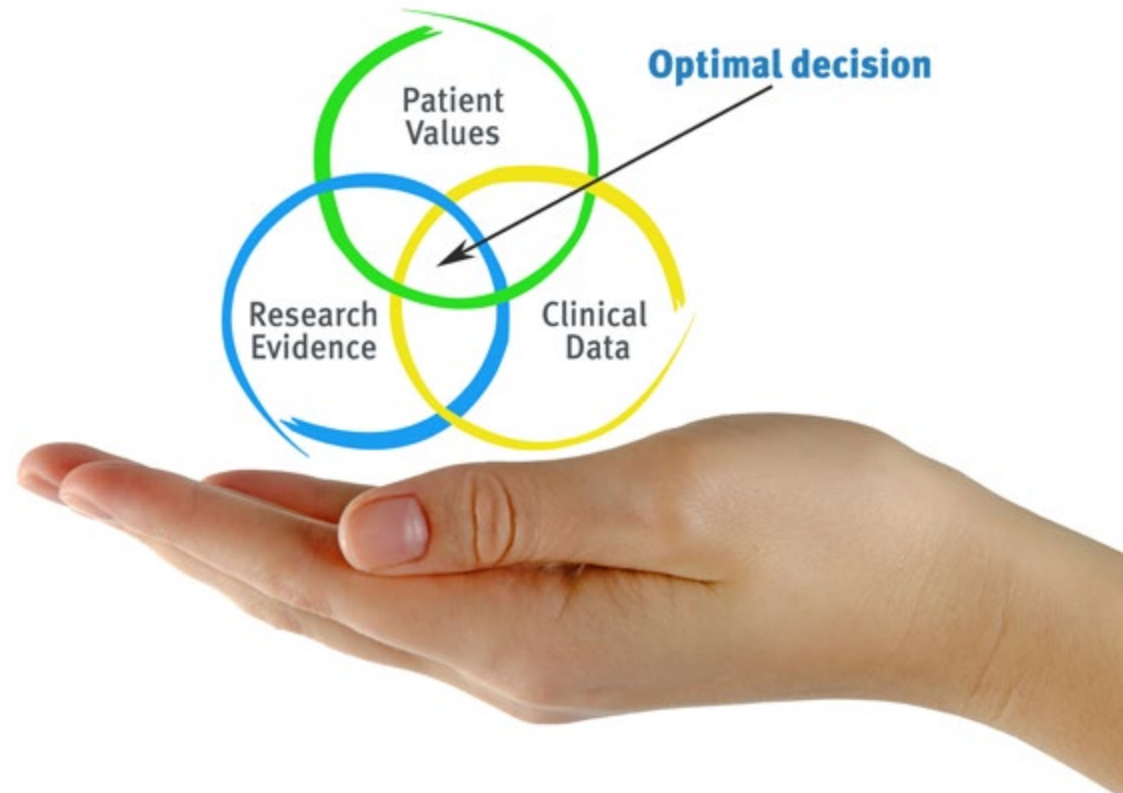 Optimal decision
Patient
Values
Research
Evidence
Clinical
Data